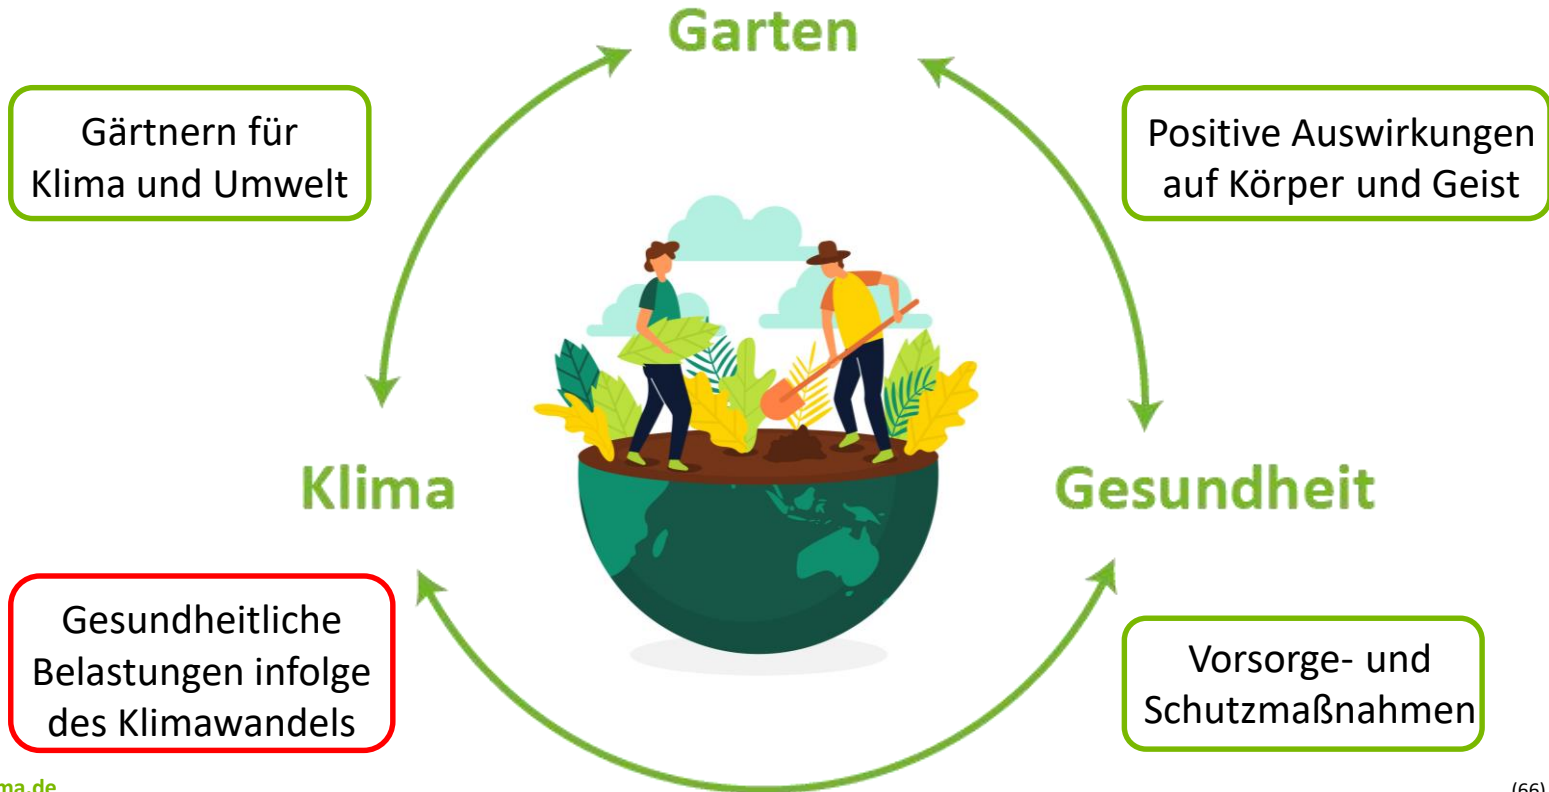 Garten
Gärtnern für
Klima und Umwelt
Positive Auswirkungen
auf Körper und Geist
Klima
Gesundheit
Gesundheitliche
Belastungen infolge
des Klimawandels
Vorsorge- und
Schutzmaßnahmen
ma.de
(66)